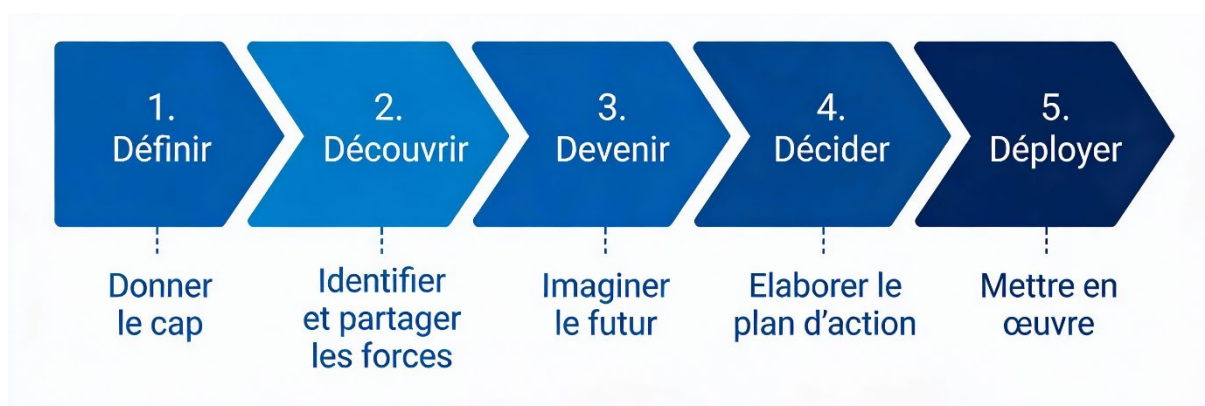 1.
Définir
2.
Découvrir
3.
Devenir
4.
Décider
5.
Déployer
Donner
le cap
Identifier
et partager
les forces
Imaginer
le futur
Elaborer le
plan d’action
Mettre en
œuvre